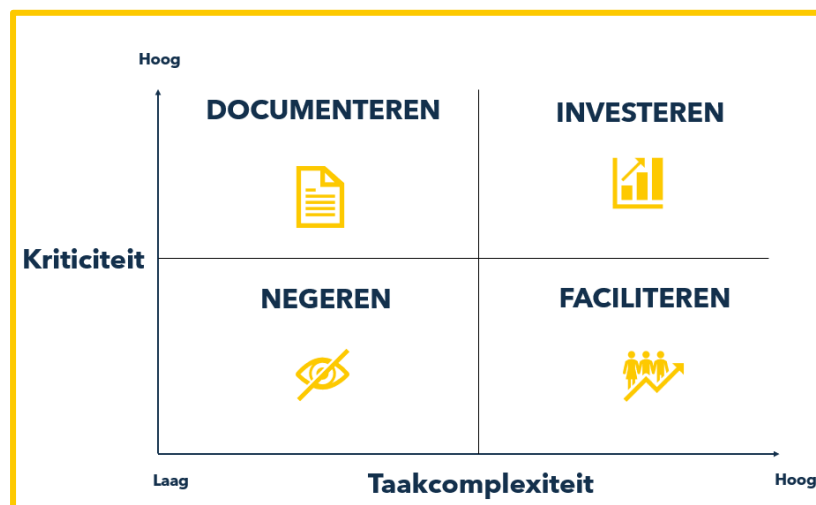 Hoog
DOCUMENTEREN
INVESTEREN
Kriticiteit
NEGEREN
FACILITEREN
Laag
Taakcomplexiteit
Hoog